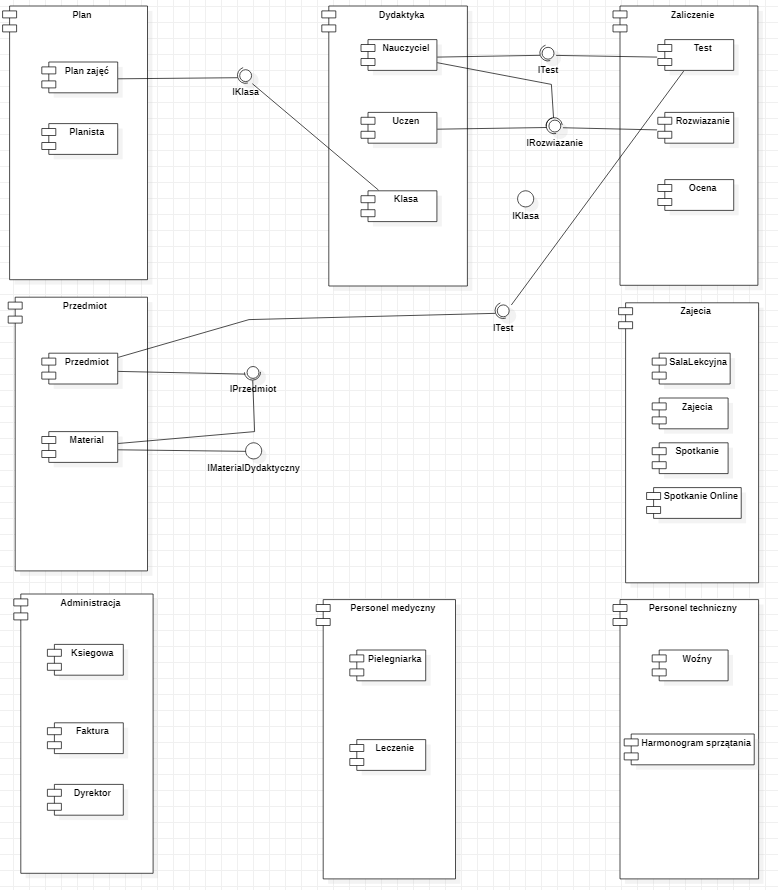 Plan
Plan zajęć
Planista
IKlasa
Dydaktyka
Nauczyciel
Uczen
Klasa
ITest
IRozwiazanie
IKlasa
Zaliczenie
Test
Rozwiazanie
Ocena
Przedmiot
Przedmiot
Material
IPrzedmiot
IMaterialDydaktyczny
ITest
Zajecia
SalaLekcyjna
Zajecia
Spotkanie
Spotkanie Online
Administracja
Ksiegowa
Faktura
Dyrektor
Personel medyczny
Pielegniarka
Leczenie
Personel techniczny
Woźny
Harmonogram sprzątania